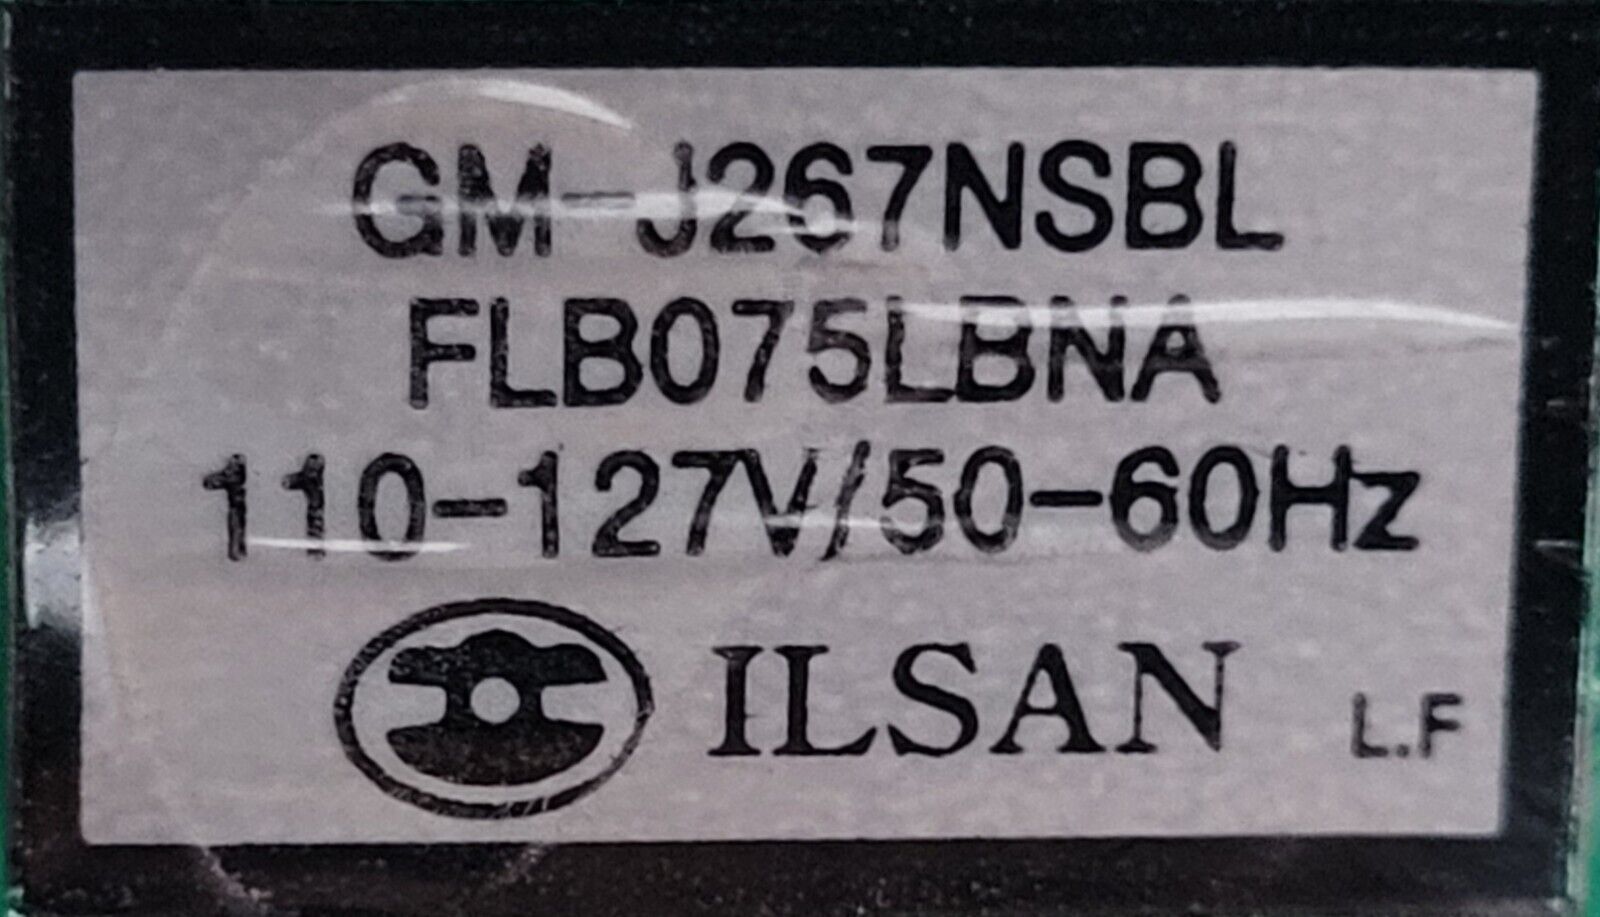 GM-J267NSBL
FLB075LBNA
110-127V/50-60Hz
ILSAN L.F